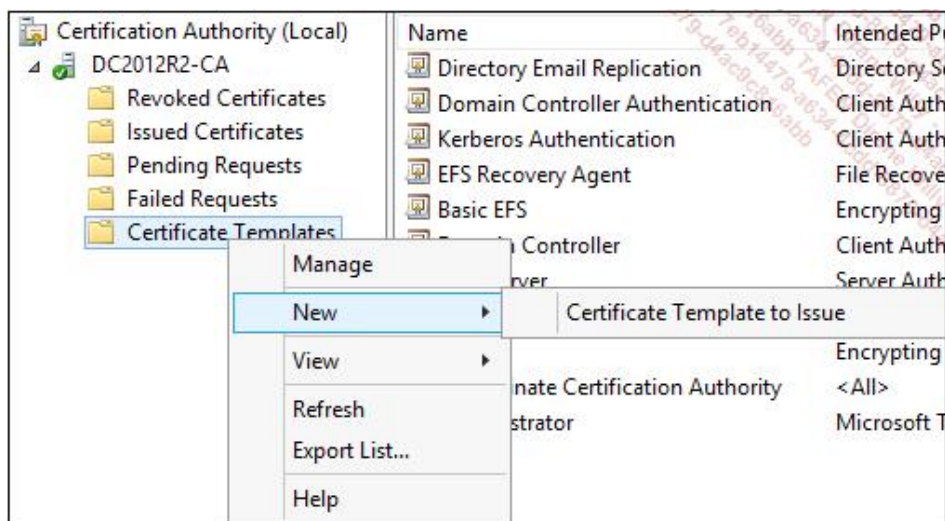 Certification Authority (Local)
DC2012R2-CA
Revoked Certificates
Issued Certificates
Pending Requests
Failed Requests
Certificate Templates
Name
Intended Pu
Directory Email Replication
Directory Se
Domain Controller Authentication
Client Auth
Kerberos Authentication
Client Auth
EFS Recovery Agent
File Recove
Basic EFS
Encrypting
Controller
Client Auth
rver
Server Auth
Manage
New
Certificate Template to Issue
View
Refresh
Export List...
Help
Encrypting
nate Certification Authority
<All>
strator
Microsoft T